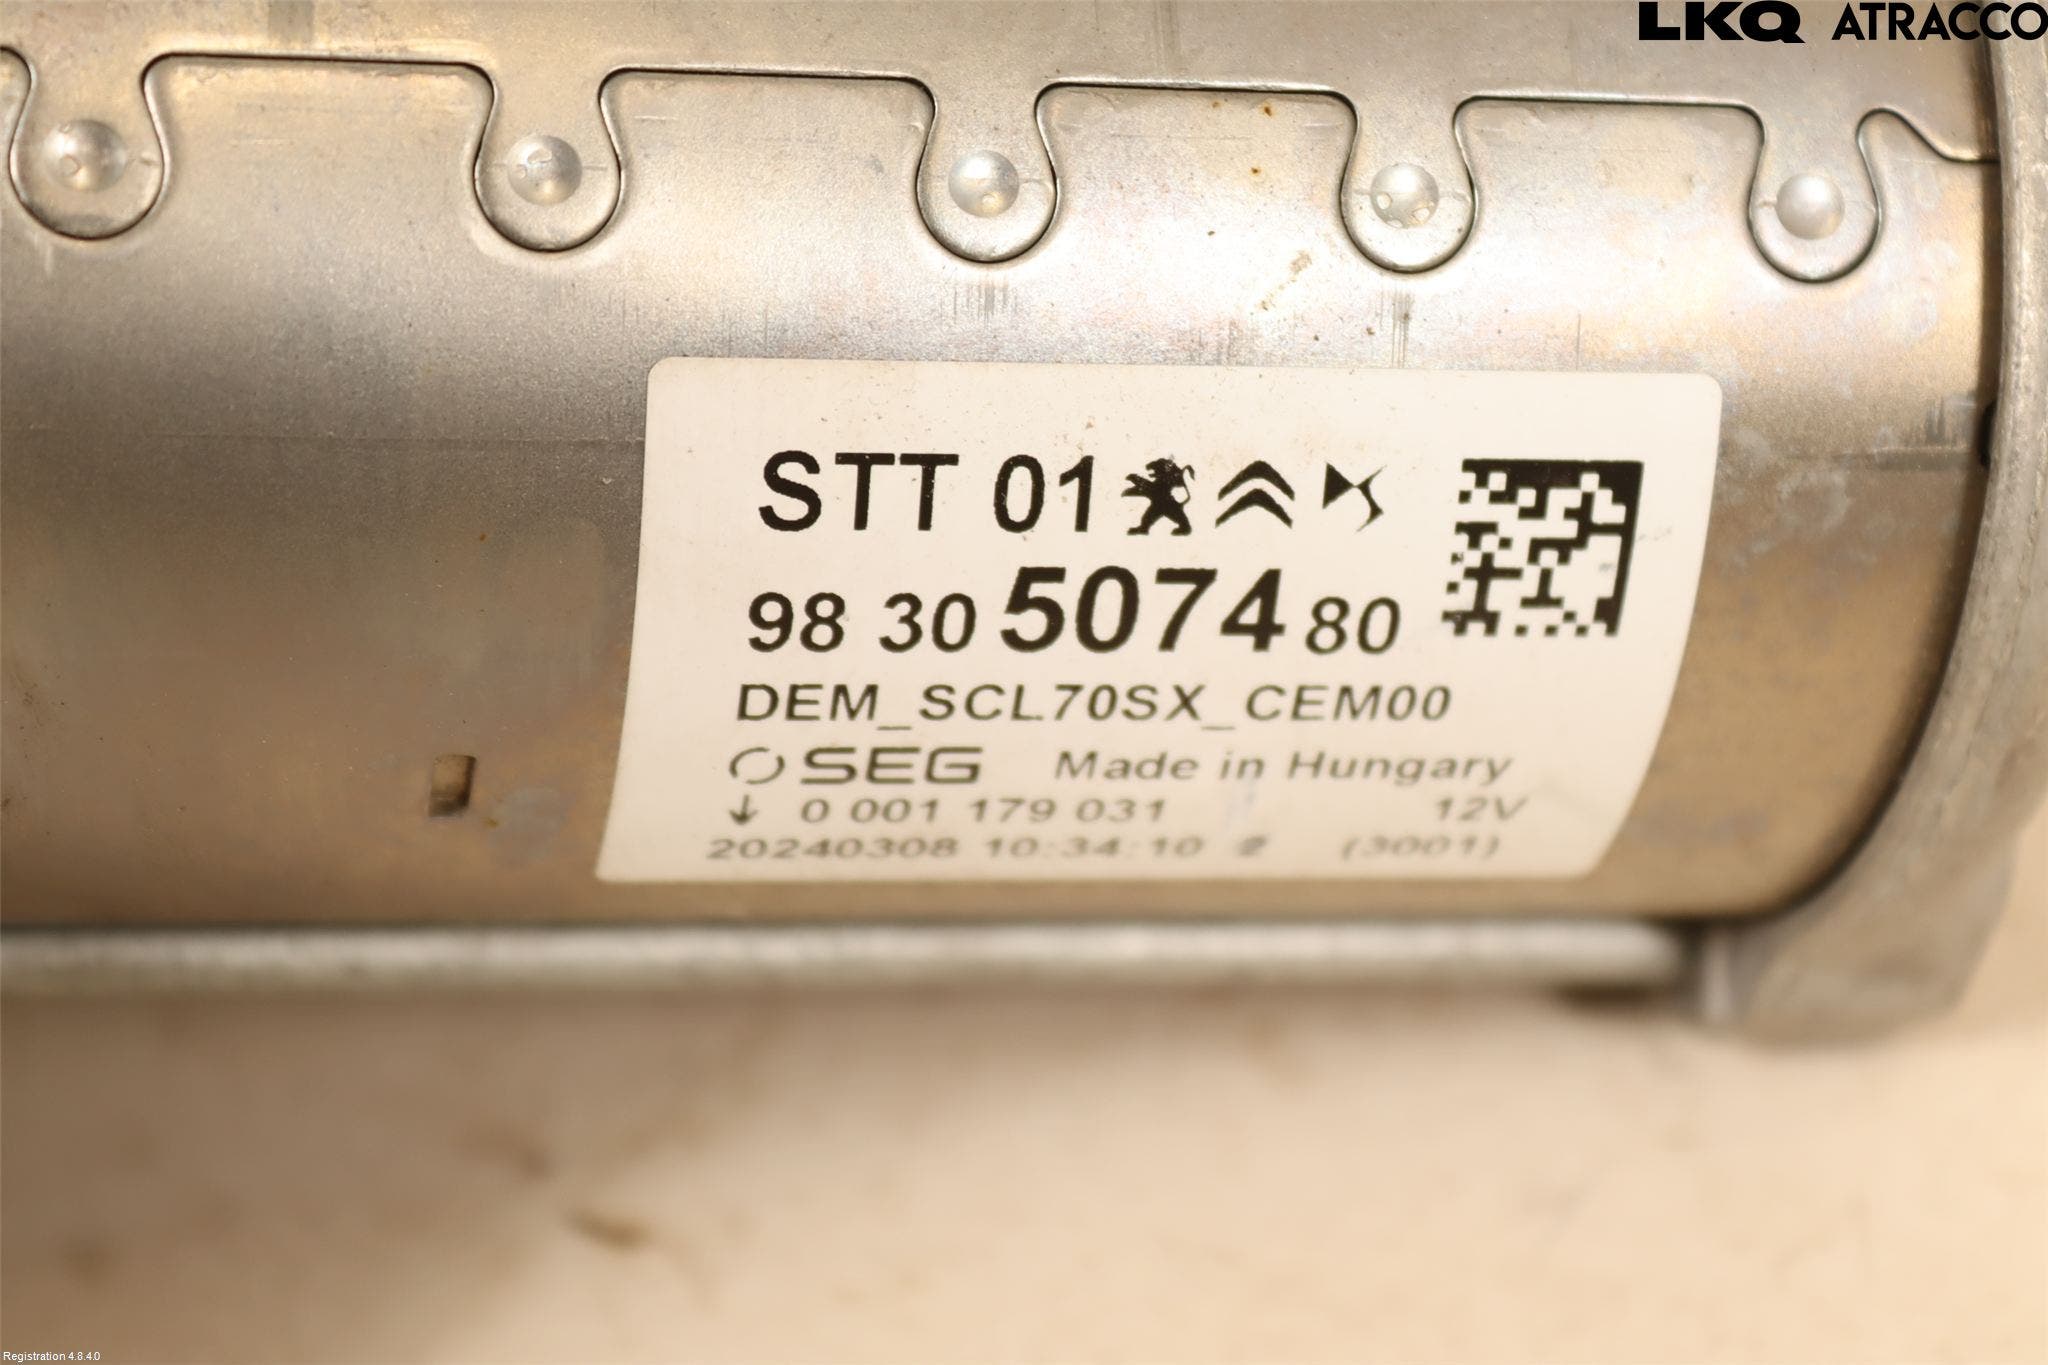 LKQ ATRACCO
STT 01
98 30 5074 80
DEM_SCL70SX_CEM00
SEG Made in Hungary
0 001 179 031 12V
20240308 10:34:10 2 (3001)
Registration 4.8.4.0